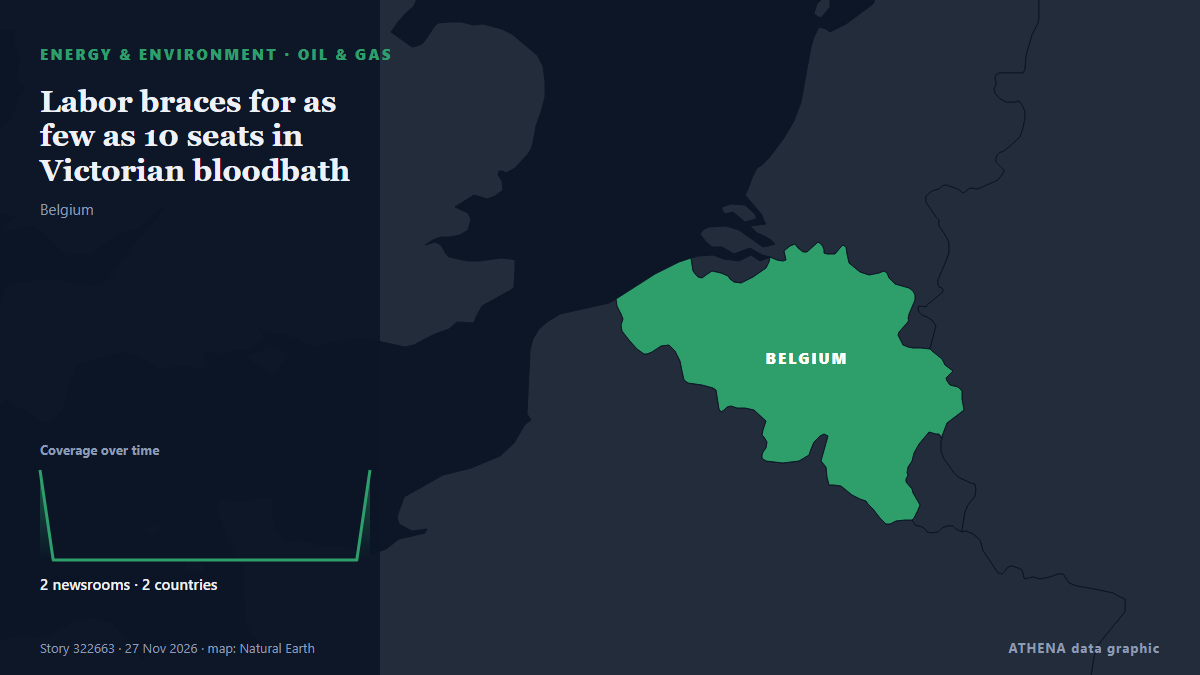 ENERGY & ENVIRONMENT · OIL & GAS
Labor braces for as
few as 10 seats in
Victorian bloodbath
Belgium
BELGIUM
Coverage over time
2 newsrooms · 2 countries
Story 322663 · 27 Nov 2026 · map: Natural Earth
ATHENA data graphic